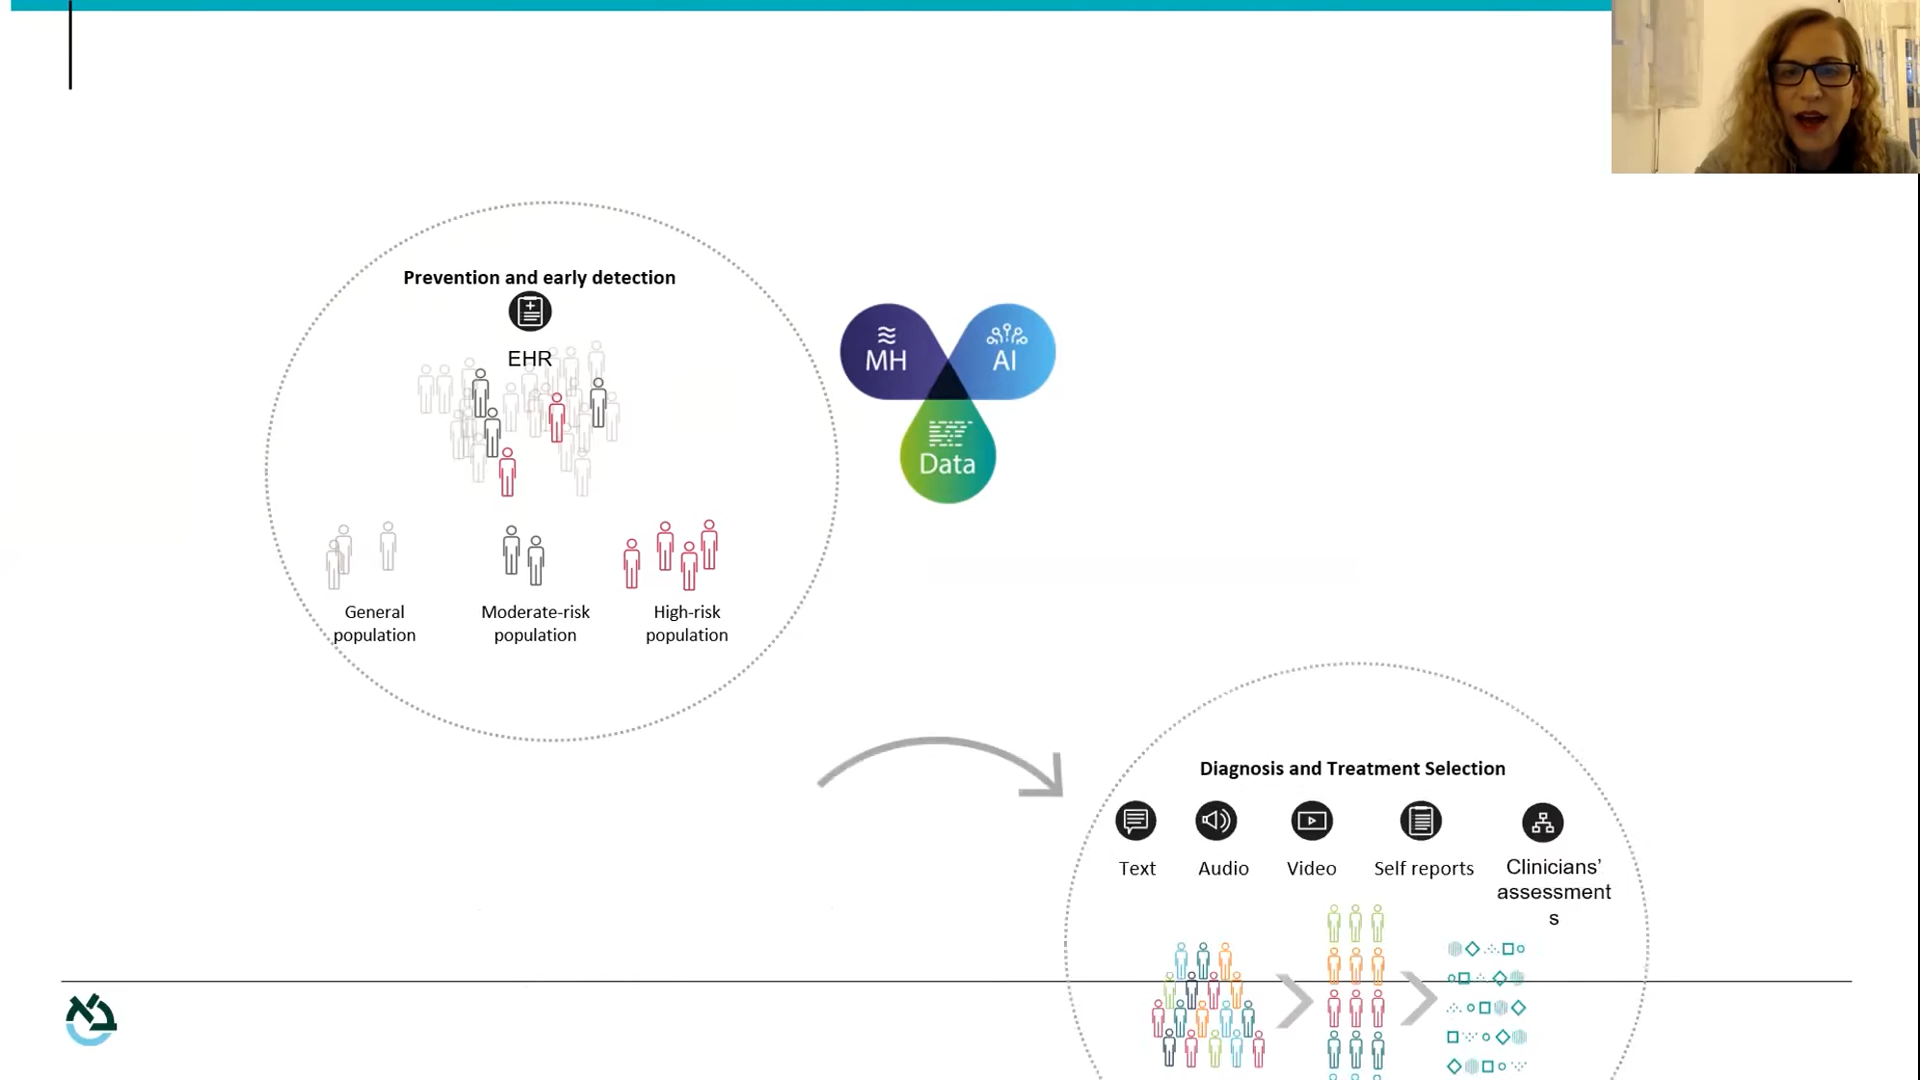 Prevention and early detection
EHR
MH
AI
Data
General
population
Moderate-risk
population
High-risk
population
Diagnosis and Treatment Selection
Text
Audio
Video
Self reports
Clinicians’
assessment
s